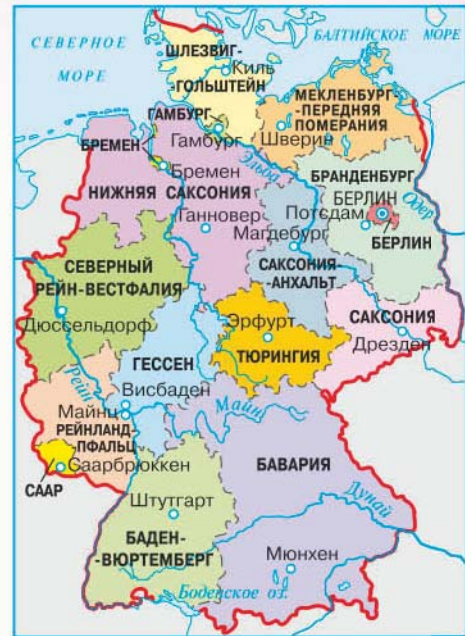 СЕВЕРНОЕ
МОРЕ
БАЛТИЙСКОЕ МОРЕ
ШЛЕЗВИГ-
-ГОЛЬШТЕЙН
Киль
МЕКЛЕНБУРГ-
-ПЕРЕДНЯЯ
ПОМЕРАНИЯ
ГАМБУРГ
Гамбург
Шверин
БРЕМЕН
Бремен
Эльба
НИЖНЯЯ САКСОНИЯ
Ганновер
БРАНДЕНБУРГ
БЕРЛИН
Потсдам
БЕРЛИН
Одер
Магдебург
САКСОНИЯ-
-АНХАЛЬТ
СЕВЕРНЫЙ
РЕЙН-ВЕСТФАЛИЯ
Дюссельдорф
Эрфурт
ТЮРИНГИЯ
САКСОНИЯ
Дрезден
Рейн
ГЕССЕН
Висбаден
Майнц
Майн
РЕЙНЛАНД-
-ПФАЛЬЦ
Саарбрюккен
СААР
БАВАРИЯ
Штутгарт
Дунай
БАДЕН-
-ВЮРТЕМБЕРГ
Мюнхен
Боденское оз.